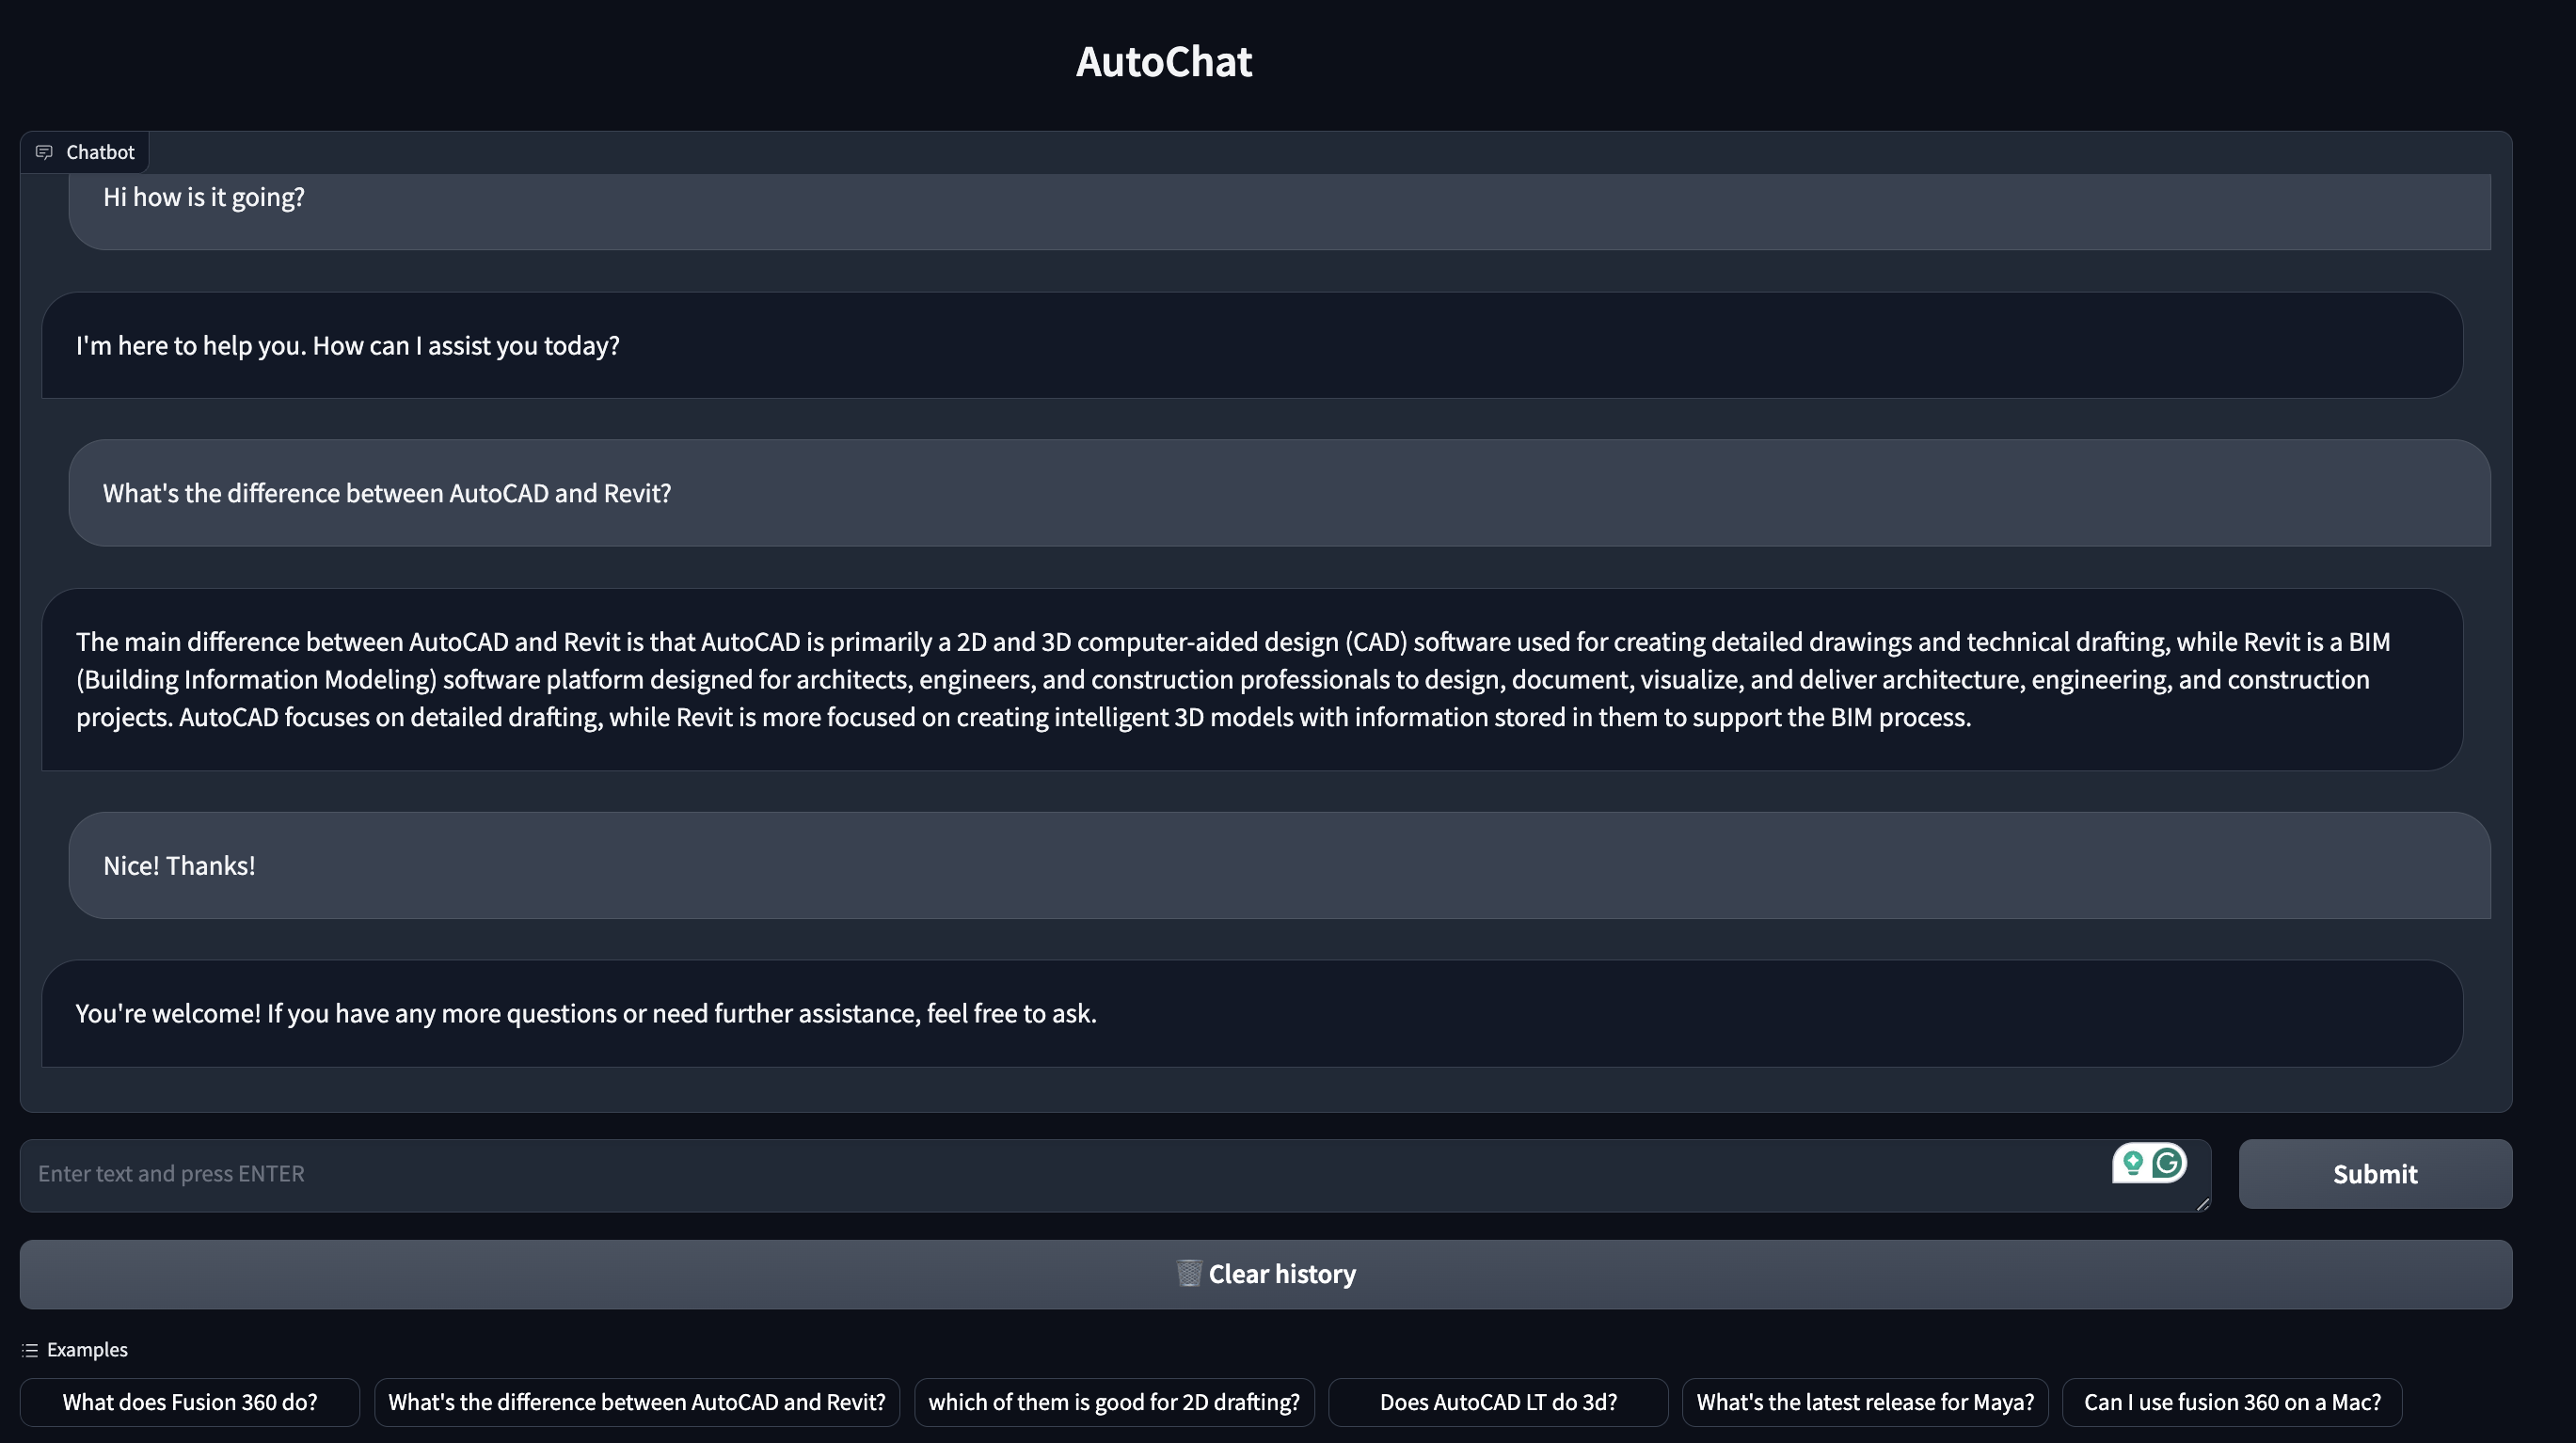 AutoChat
Chatbot
Hi how is it going?
I'm here to help you. How can I assist you today?
What's the difference between AutoCAD and Revit?
The main difference between AutoCAD and Revit is that AutoCAD is primarily a 2D and 3D computer-aided design (CAD) software used for creating detailed drawings and technical drafting, while Revit is a BIM
(Building Information Modeling) software platform designed for architects, engineers, and construction professionals to design, document, visualize, and deliver architecture, engineering, and construction
projects. AutoCAD focuses on detailed drafting, while Revit is more focused on creating intelligent 3D models with information stored in them to support the BIM process.
Nice! Thanks!
You're welcome! If you have any more questions or need further assistance, feel free to ask.
Enter text and press ENTER
Submit
Clear history
Examples
What does Fusion 360 do? What's the difference between AutoCAD and Revit? which of them is good for 2D drafting? Does AutoCAD LT do 3d? What's the latest release for Maya? Can I use fusion 360 on a Mac?